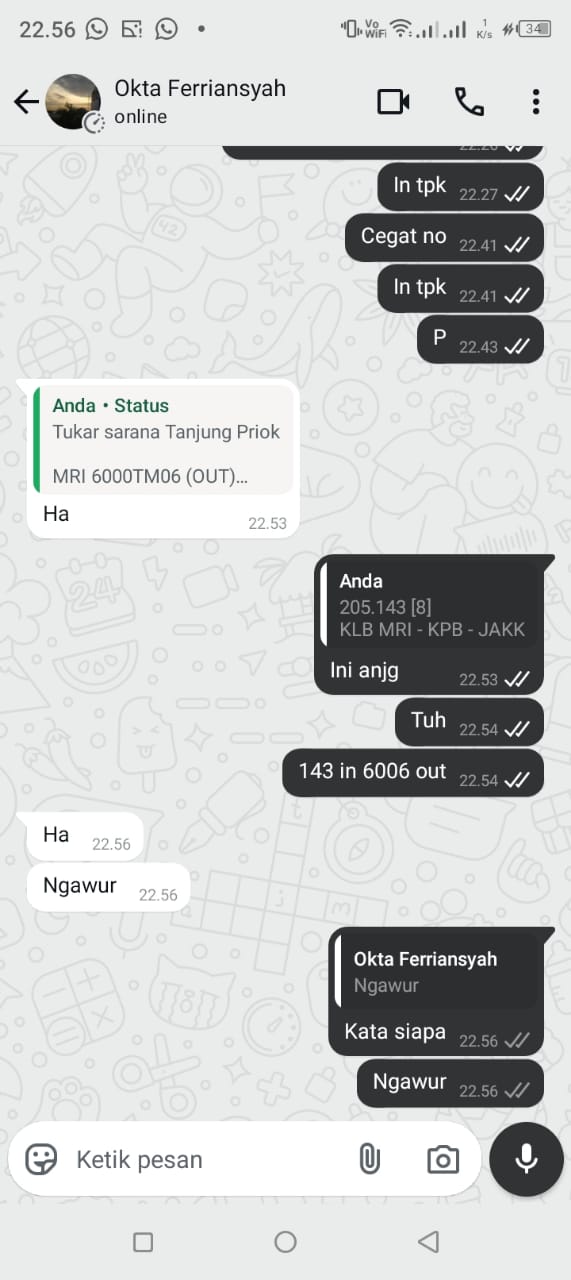 22.56
Vo
WiFi
1
K/s
34
Okta Ferriansyah
online
In tpk 22.27
Cegat no 22.41
In tpk 22.41
P 22.43
Anda • Status
Tukar sarana Tanjung Priok
MRI 6000TM06 (OUT)...
Ha 22.53
Anda
205.143 [8]
KLB MRI - KPB - JAKK
Ini anjg 22.53
Tuh 22.54
143 in 6006 out 22.54
Ha 22.56
Ngawur 22.56
Okta Ferriansyah
Ngawur
Kata siapa 22.56
Ngawur 22.56
Ketik pesan